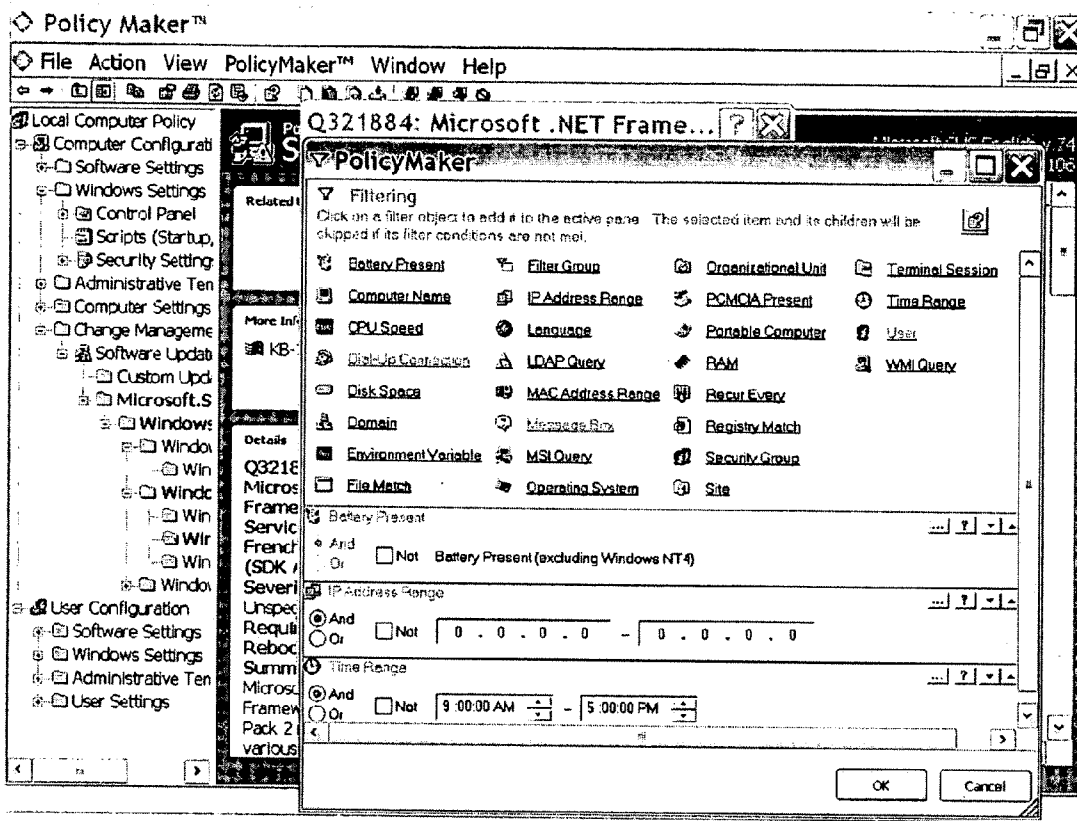 Policy Maker™
File Action View PolicyMaker™ Window Help
Local Computer Policy
Computer Configurati
Software Settings
Windows Settings
Control Panel
Scripts (Startup,
Security Setting
Administrative Ten
Computer Settings
Change Manageme
Software Updati
Custom Upd
Microsoft.S
Windows
Window
Win
Windc
Win
Wir
Win
Window
User Configuration
Software Settings
Windows Settings
Administrative Ten
User Settings
Related
More Inf
KB-
Details
Q3218
Micros
Frame
Servic
French
(SDK
Severi
Unspec
Requi
Reboo
Summ
Microso
Framew
Pack 2
various
Q321884: Microsoft .NET Frame...
PolicyMaker
Filtering
Click on a filter object to add it to the active pane. The selected item and its children will be
skipped if its filter conditions are not met.
Battery Present Filter Group Organizational Unit Terminal Session
Computer Name IP Address Range PCMCIA Present Time Range
CPU Speed Language Portable Computer User
Dial-Up Connection LDAP Query RAM WMI Query
Disk Space MAC Address Range Recur Every
Domain Message Box Registry Match
Environment Variable MSI Query Security Group
File Match Operating System Site
Battery Present
And
Or
Not Battery Present (excluding Windows NT4)
IP Address Range
And
Or
Not 0 . 0 . 0 . 0 – 0 . 0 . 0 . 0
Time Range
And
Or
Not 9:00:00 AM – 5:00:00 PM
OK Cancel